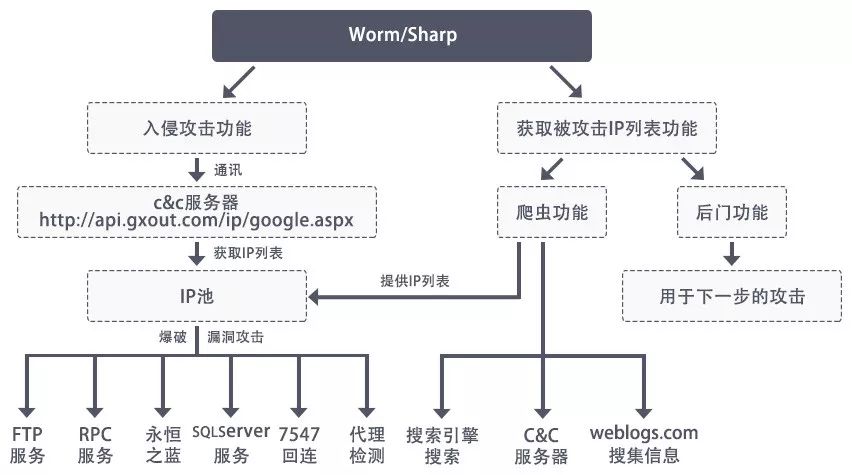 Worm/Sharp
入侵攻击功能
获取被攻击IP列表功能
通讯
c&c服务器
http://api.gxout.com/ip/google.aspx
爬虫功能
后门功能
获取IP列表
提供IP列表
IP池
用于下一步的攻击
爆破
漏洞攻击
FTP
服务
RPC
服务
永恒
之蓝
SQLServer
服务
7547
回连
代理
检测
搜索引擎
搜索
C&C
服务器
weblogs.com
搜集信息